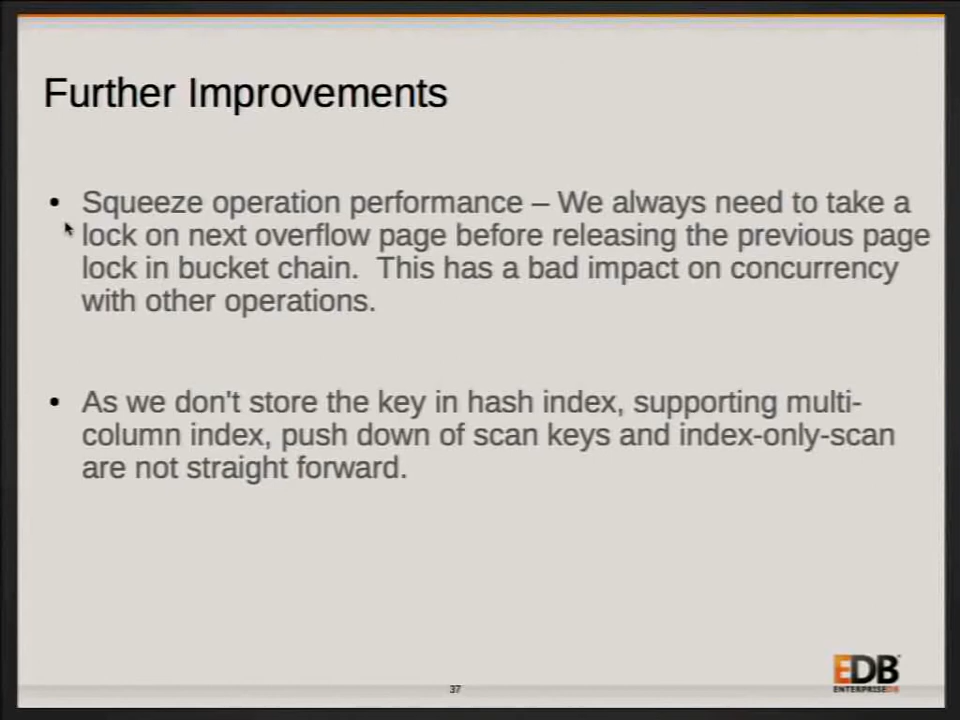 Further Improvements
• Squeeze operation performance – We always need to take a
lock on next overflow page before releasing the previous page
lock in bucket chain.  This has a bad impact on concurrency
with other operations.
• As we don't store the key in hash index, supporting multi-
column index, push down of scan keys and index-only-scan
are not straight forward.
EDB
ENTERPRISEDB
37